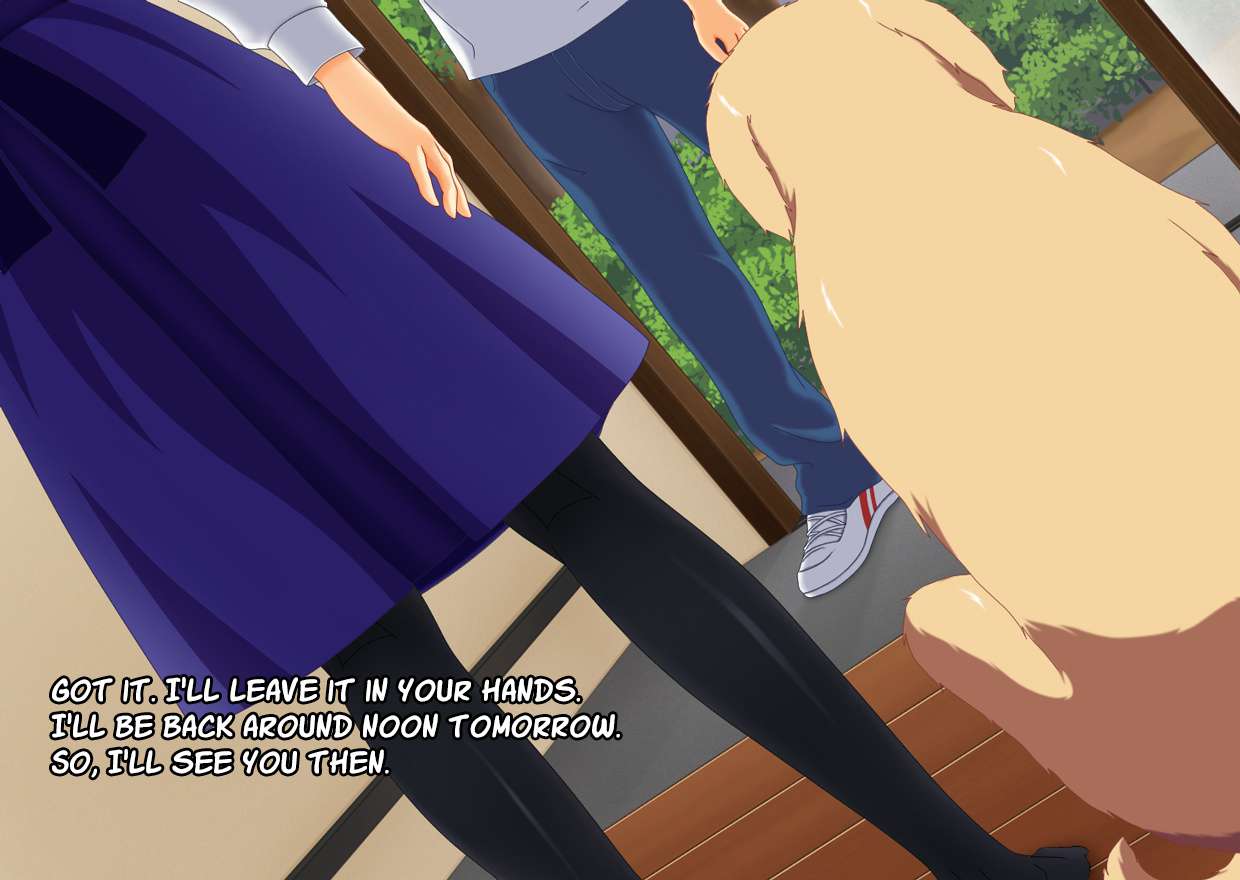 GOT IT. I'LL LEAVE IT IN YOUR HANDS.
I'LL BE BACK AROUND NOON TOMORROW.
SO, I'LL SEE YOU THEN.